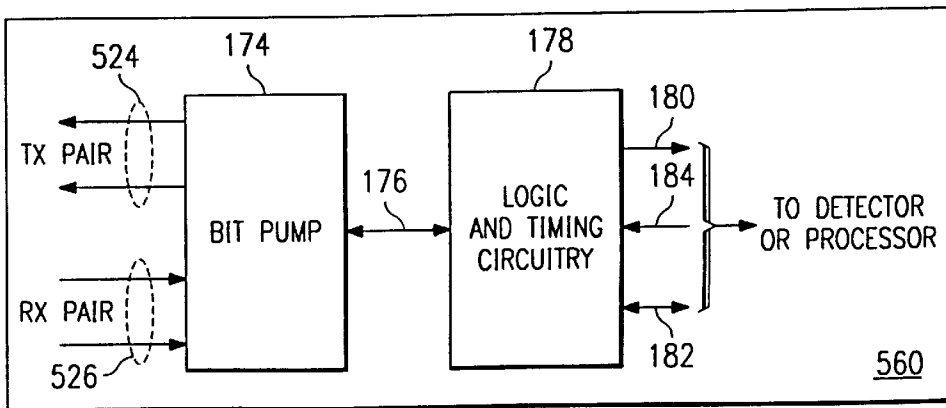 524
174
178
180
TX PAIR
184
176
BIT PUMP
LOGIC
AND TIMING
CIRCUITRY
TO DETECTOR
OR PROCESSOR
RX PAIR
526
182
560